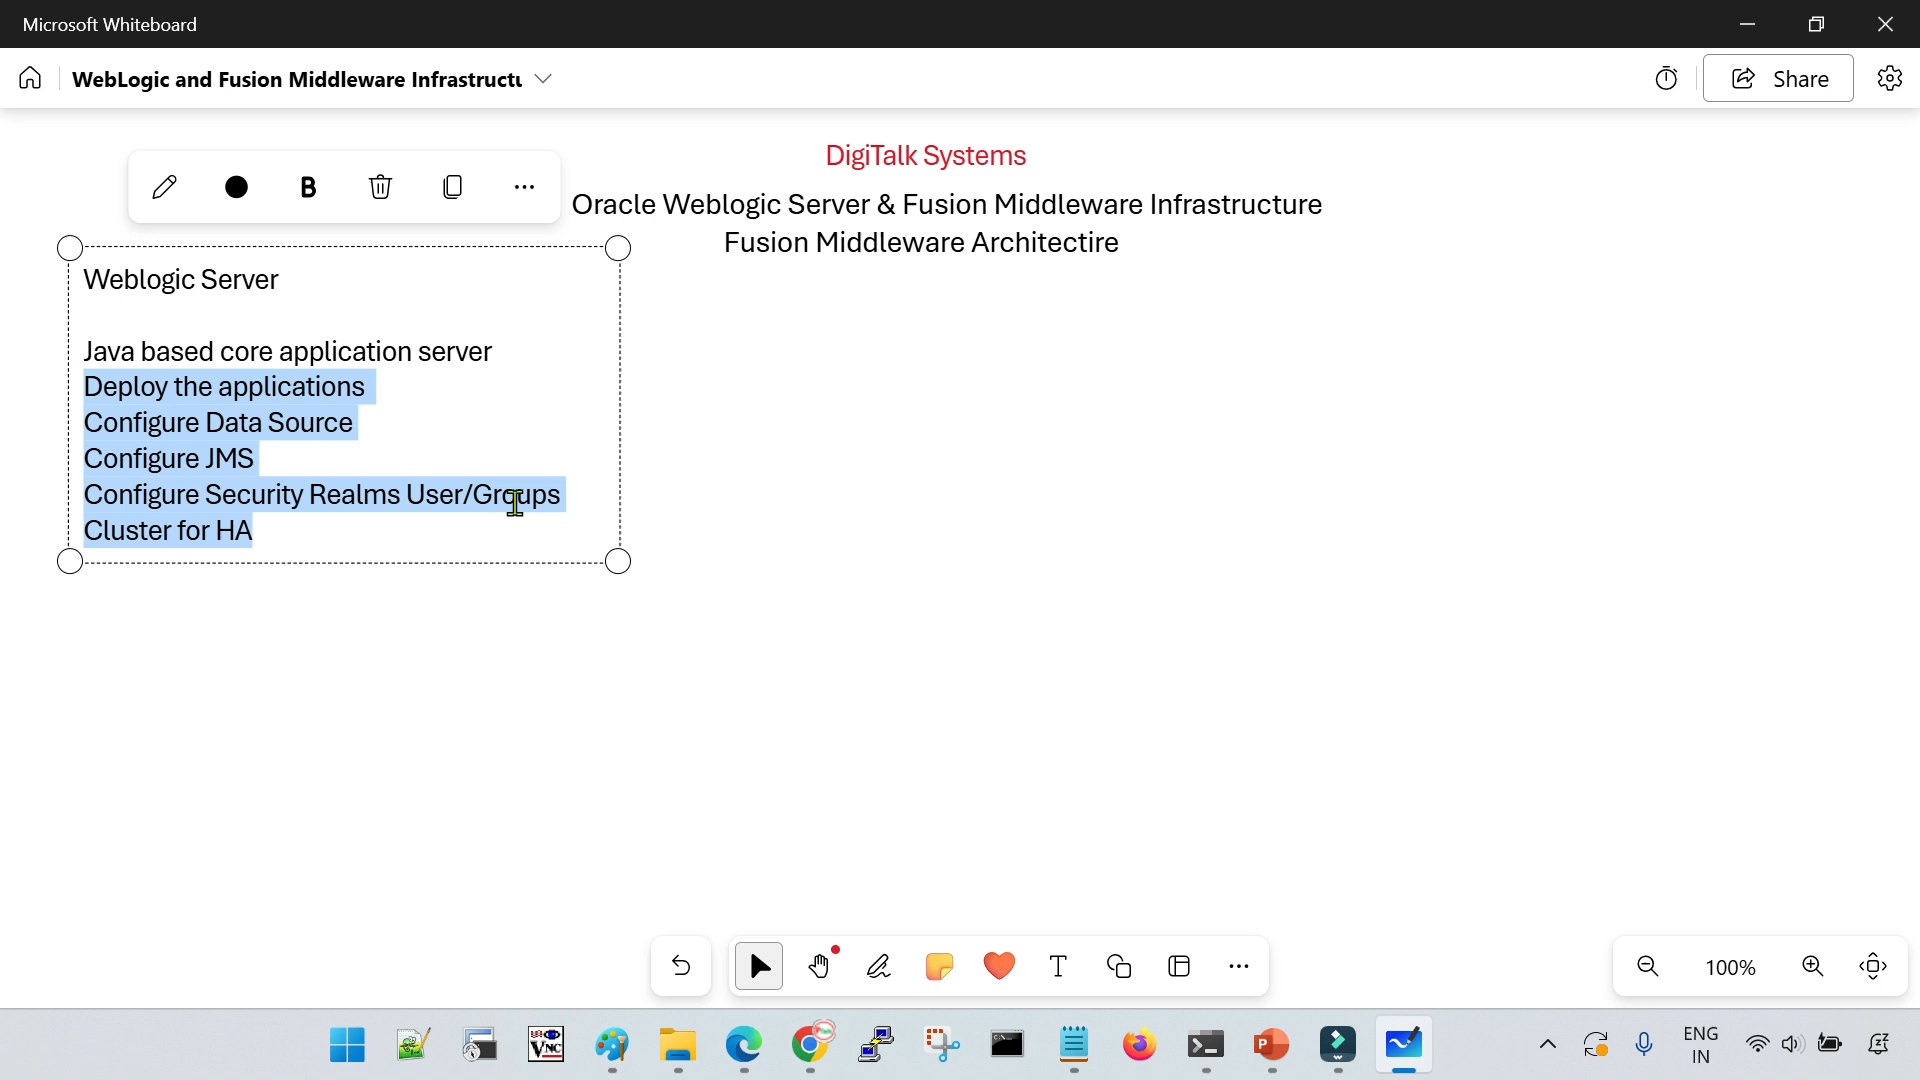 Microsoft Whiteboard
WebLogic and Fusion Middleware Infrastructu
Share
DigiTalk Systems
Oracle Weblogic Server & Fusion Middleware Infrastructure
Fusion Middleware Architectire
B
Weblogic Server
Java based core application server
Deploy the applications
Configure Data Source
Configure JMS
Configure Security Realms User/Groups
Cluster for HA
100%
ENG
IN